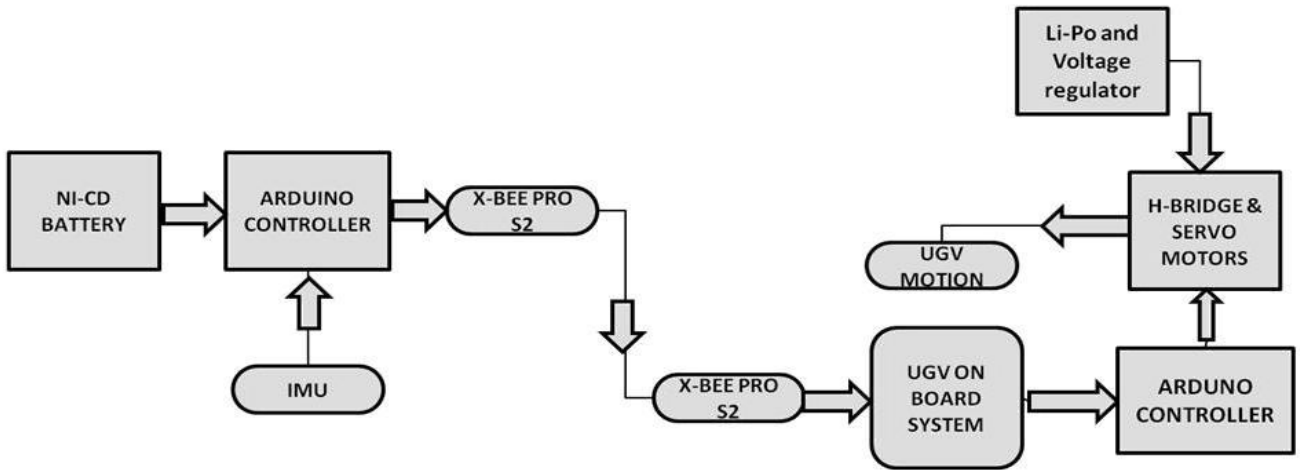 Li-Po and
Voltage
regulator
NI-CD
BATTERY
ARDUINO
CONTROLLER
X-BEE PRO
S2
H-BRIDGE &
SERVO
MOTORS
UGV
MOTION
IMU
X-BEE PRO
S2
UGV ON
BOARD
SYSTEM
ARDUNO
CONTROLLER